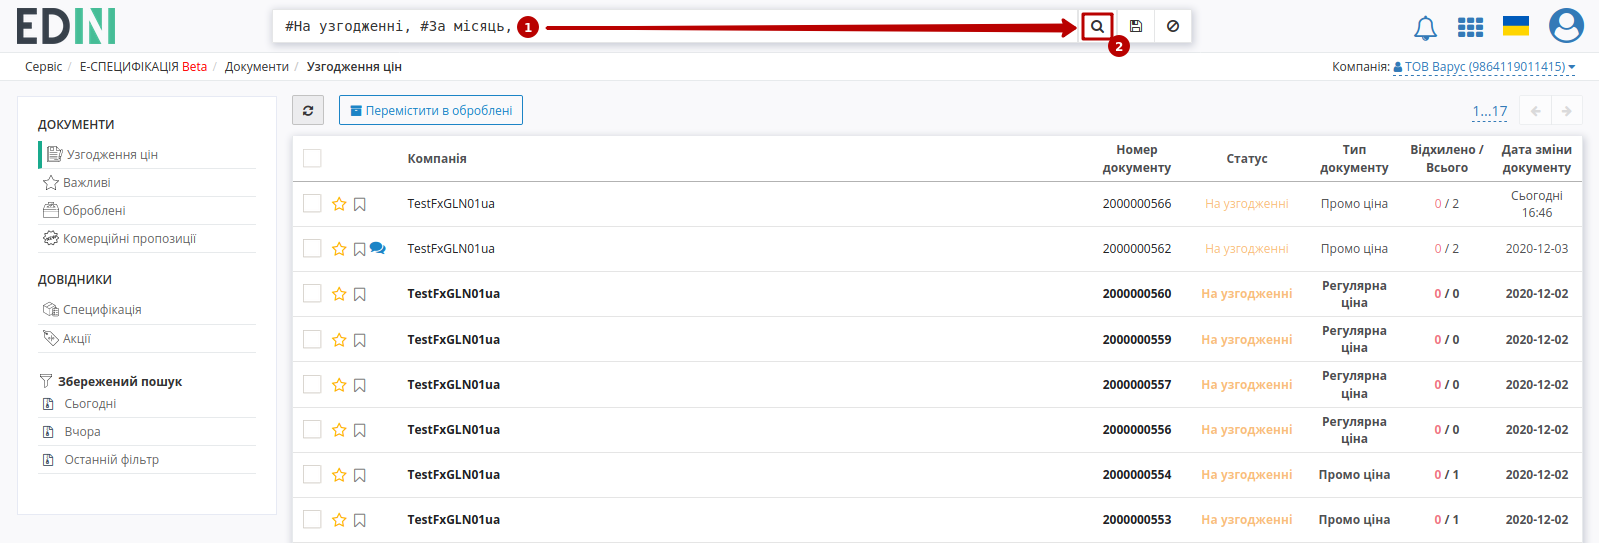 EDIN
#На узгодженні, #За місяць,
1
2
Сервіс / Е-СПЕЦИФІКАЦІЯ Beta / Документи / Узгодження цін
Компанія: ТОВ Варус (9864119011415)
ДОКУМЕНТИ
Узгодження цін
Важливі
Оброблені
Комерційні пропозиції
ДОВІДНИКИ
Специфікація
Акції
Збережений пошук
Сьогодні
Вчора
Останній фільтр
Перемістити в оброблені
1...17
Компанія Номер документу Статус Тип документу Відхилено / Всього Дата зміни документу
TestFxGLN01ua 2000000566 На узгодженні Промо ціна 0 / 2 Сьогодні 16:46
TestFxGLN01ua 2000000562 На узгодженні Промо ціна 0 / 2 2020-12-03
TestFxGLN01ua 2000000560 На узгодженні Регулярна ціна 0 / 0 2020-12-02
TestFxGLN01ua 2000000559 На узгодженні Регулярна ціна 0 / 0 2020-12-02
TestFxGLN01ua 2000000557 На узгодженні Регулярна ціна 0 / 0 2020-12-02
TestFxGLN01ua 2000000556 На узгодженні Регулярна ціна 0 / 0 2020-12-02
TestFxGLN01ua 2000000554 На узгодженні Промо ціна 0 / 1 2020-12-02
TestFxGLN01ua 2000000553 На узгодженні Промо ціна 0 / 1 2020-12-02